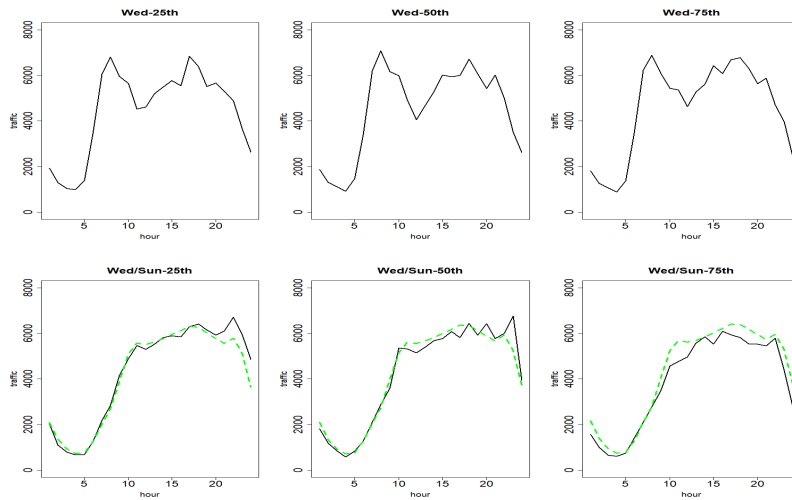 Wed-25th Wed-50th Wed-75th
8000 8000 8000
6000 6000 6000
traffic traffic traffic
4000 4000 4000
2000 2000 2000
0 0 0
5 10 15 20 5 10 15 20 5 10 15 20
hour hour hour
Wed/Sun-25th Wed/Sun-50th Wed/Sun-75th
8000 8000 8000
6000 6000 6000
traffic traffic traffic
4000 4000 4000
2000 2000 2000
0 0 0
5 10 15 20 5 10 15 20 5 10 15 20
hour hour hour